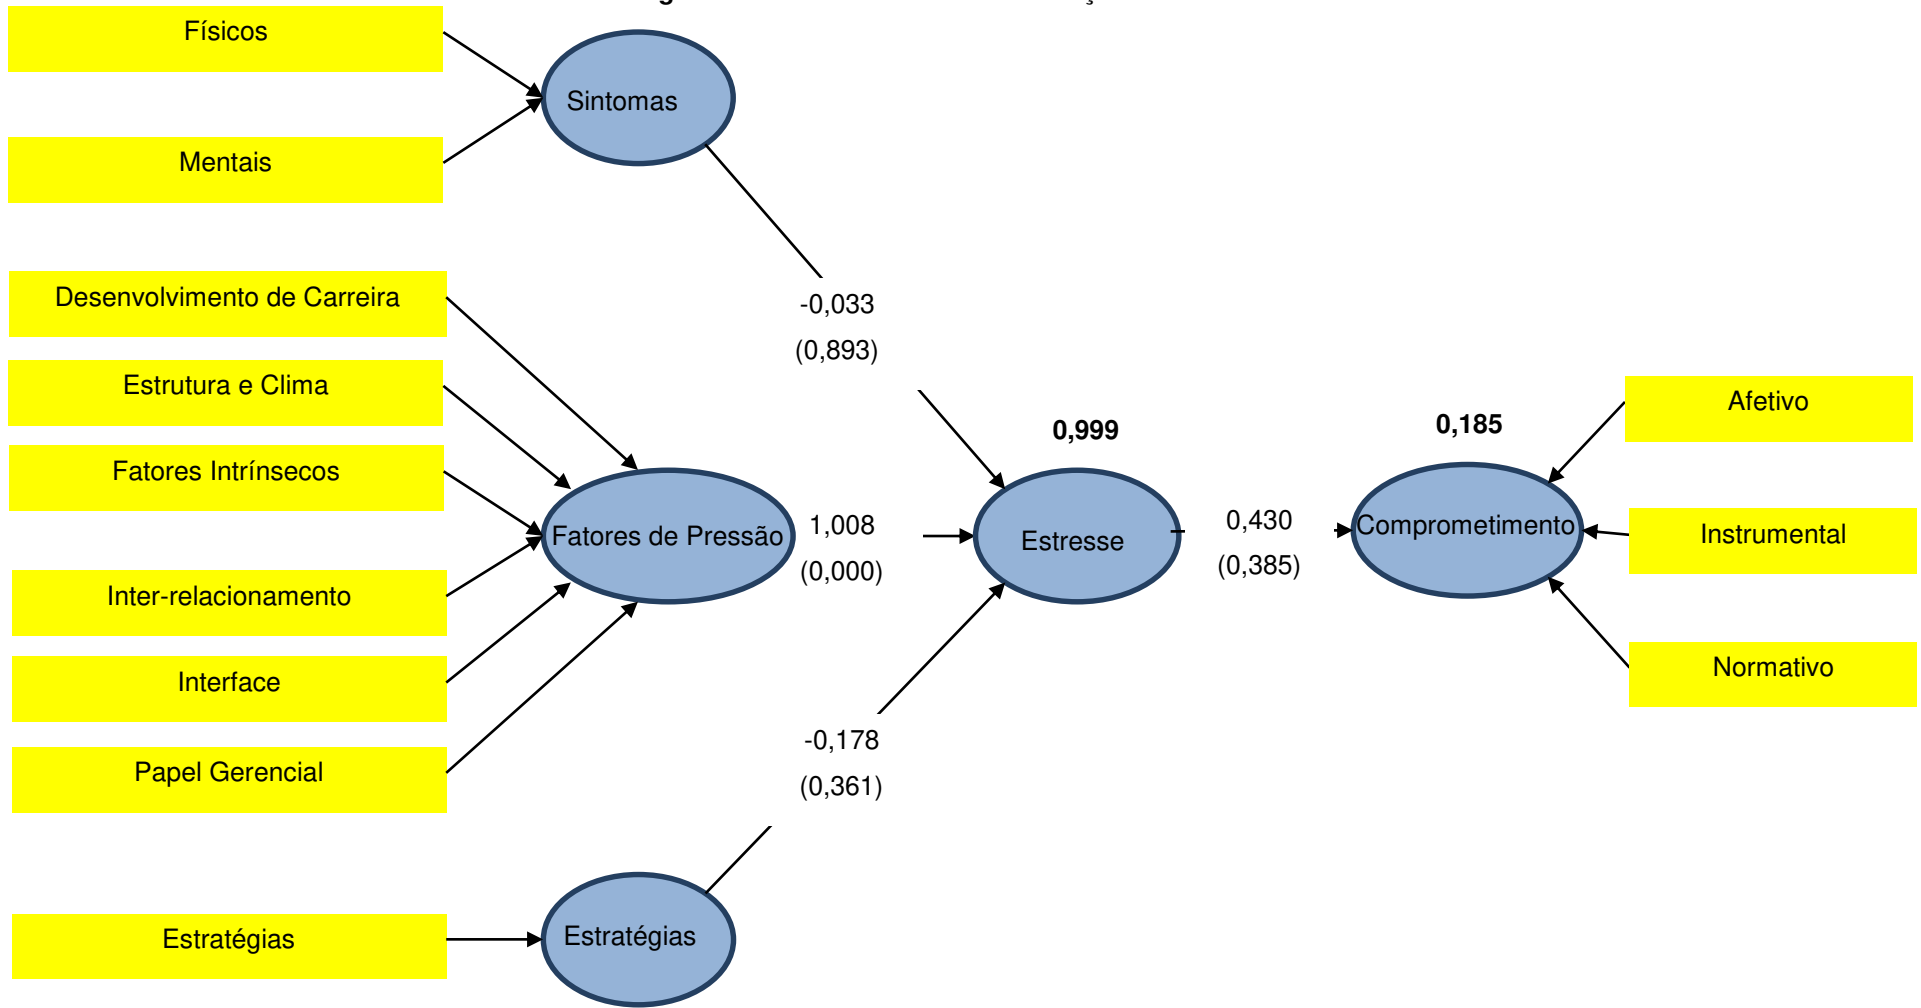 Físicos
Sintomas
Mentais
Desenvolvimento de Carreira
-0,033
(0,893)
Estrutura e Clima
Fatores Intrínsecos
Fatores de Pressão
1,008
(0,000)
Inter-relacionamento
Interface
Papel Gerencial
-0,178
(0,361)
Estratégias
Estratégias
0,999
Estresse
0,430
(0,385)
0,185
Comprometimento
Afetivo
Instrumental
Normativo